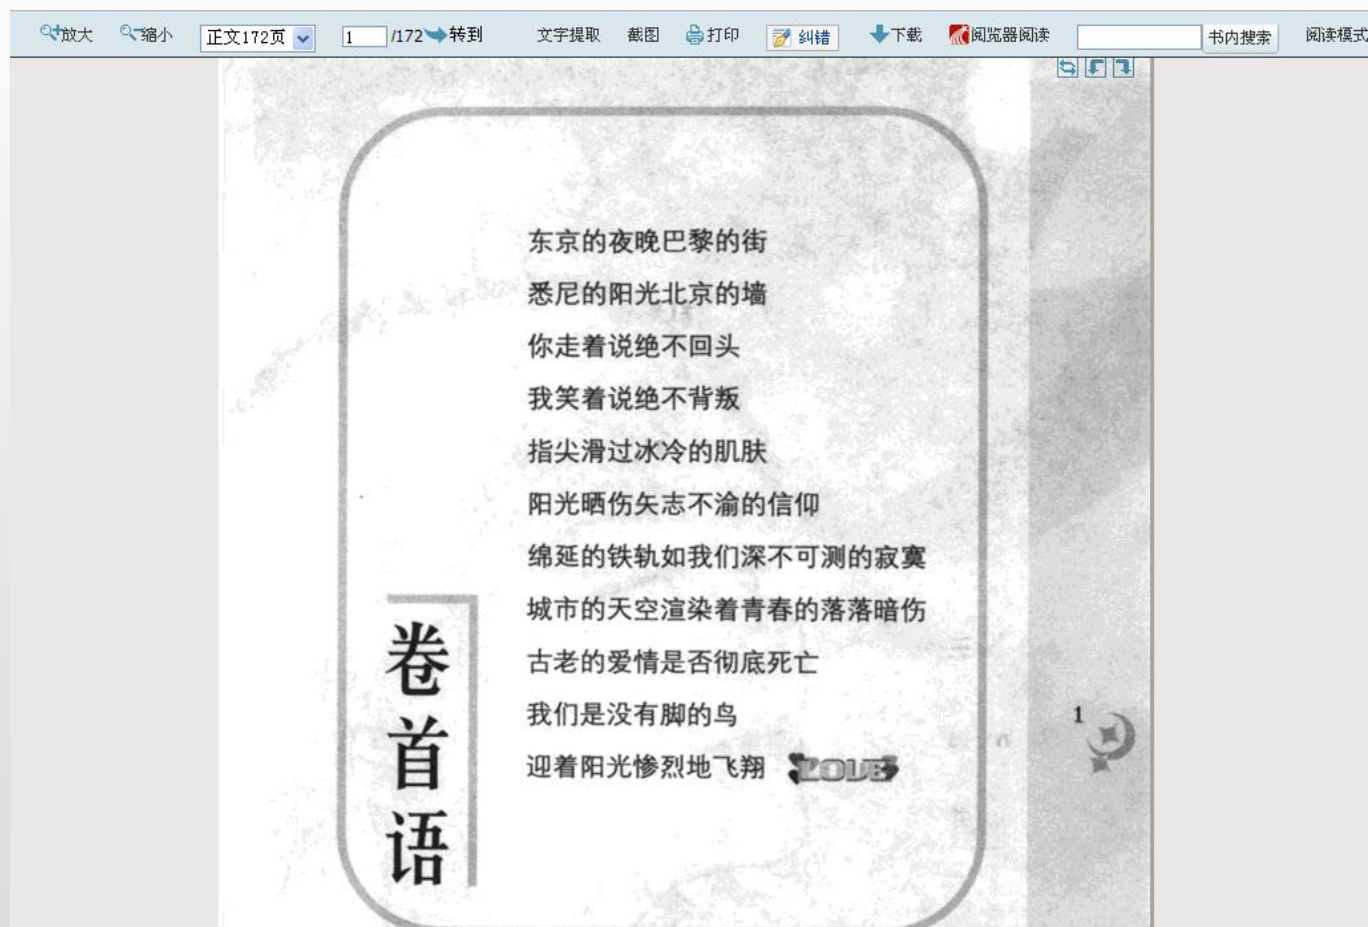 放大 缩小 正文172页 1 /172 转到 文字提取 截图 打印 纠错 下载 阅览器阅读 书内搜索 阅读模式
东京的夜晚巴黎的街
悉尼的阳光北京的墙
你走着说绝不回头
我笑着说绝不背叛
指尖滑过冰冷的肌肤
阳光晒伤矢志不渝的信仰
绵延的铁轨如我们深不可测的寂寞
城市的天空渲染着青春的落落暗伤
古老的爱情是否彻底死亡
我们是没有脚的鸟
迎着阳光惨烈地飞翔 LOVE
卷首语
1